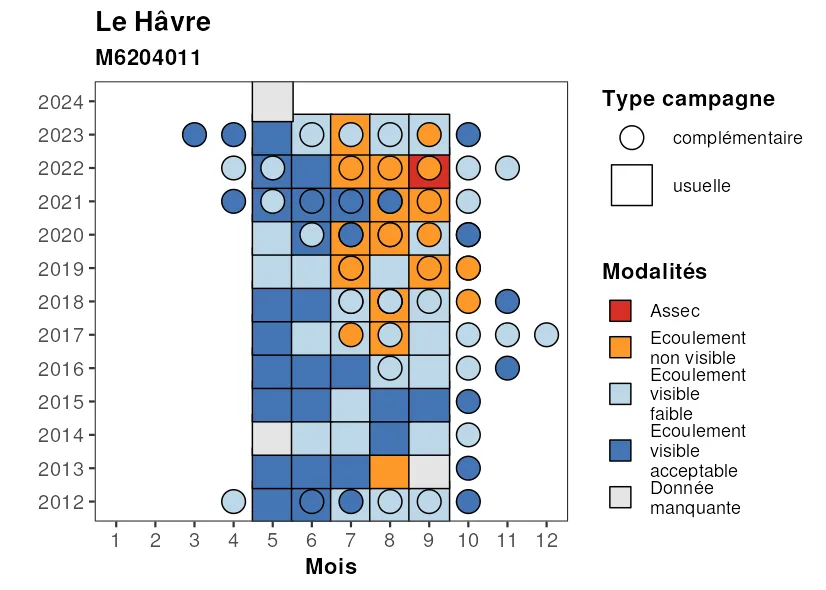 Le Hâvre
M6204011
2024
2023
2022
2021
2020
2019
2018
2017
2016
2015
2014
2013
2012
1 2 3 4 5 6 7 8 9 10 11 12
Mois
Type campagne
complémentaire
usuelle
Modalités
Assec
Ecoulement
non visible
Ecoulement
visible
faible
Ecoulement
visible
acceptable
Donnée
manquante